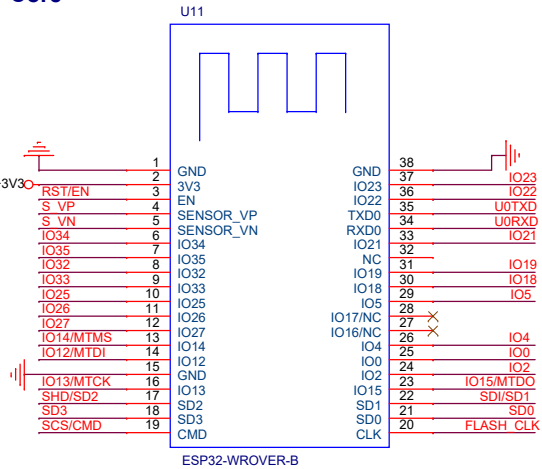 U11
1 GND
2 3V3
+3V3
RST/EN 3 EN
S_VP 4 SENSOR_VP
S_VN 5 SENSOR_VN
IO34 6 IO34
IO35 7 IO35
IO32 8 IO32
IO33 9 IO33
IO25 10 IO25
IO26 11 IO26
IO27 12 IO27
IO14/MTMS 13 IO14
IO12/MTDI 14 IO12
15 GND
IO13/MTCK 16 IO13
SHD/SD2 17 SD2
SD3 18 SD3
SCS/CMD 19 CMD
GND 38
IO23 37 IO23
IO22 36 IO22
TXD0 35 U0TXD
RXD0 34 U0RXD
IO21 33 IO21
NC 32
IO19 31 IO19
IO18 30 IO18
IO5 29 IO5
IO17/NC 28
IO16/NC 27
IO4 26 IO4
IO0 25 IO0
IO2 24 IO2
IO15 23 IO15/MTDO
SD1 22 SDI/SD1
SD0 21 SD0
CLK 20 FLASH_CLK
ESP32-WROVER-B